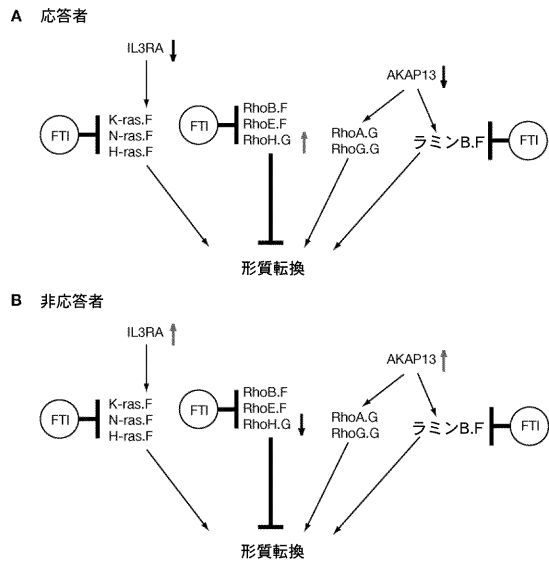 A 応答者
IL3RA
AKAP13
FTI
K-ras.F
N-ras.F
H-ras.F
FTI
RhoB.F
RhoE.F
RhoH.G
RhoA.G
RhoG.G
ラミンB.F
FTI
形質転換
B 非応答者
IL3RA
AKAP13
FTI
K-ras.F
N-ras.F
H-ras.F
FTI
RhoB.F
RhoE.F
RhoH.G
RhoA.G
RhoG.G
ラミンB.F
FTI
形質転換